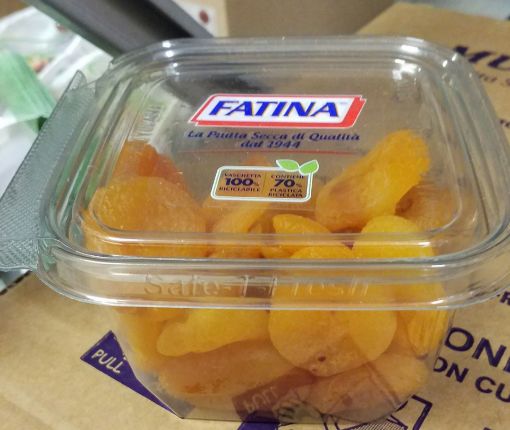 FATINA
La Frutta Secca di Qualità
dal 1944
VASCHETTA
100%
RICICLABILE
CONTIENE
70%
PLASTICA
RICICLATA
Safe-T-Fresh
PULL